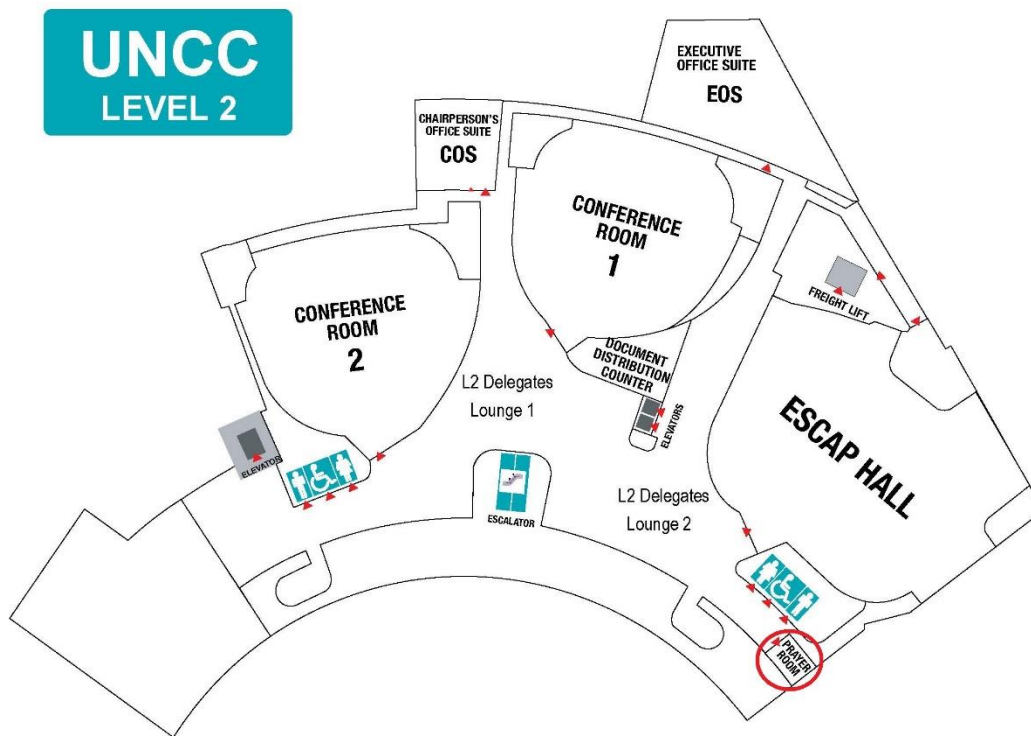 UNCC
LEVEL 2
EXECUTIVE
OFFICE SUITE
EOS
CHAIRPERSON'S
OFFICE SUITE
COS
CONFERENCE
ROOM
1
FREIGHT LIFT
CONFERENCE
ROOM
2
DOCUMENT
DISTRIBUTION
COUNTER
L2 Delegates
Lounge 1
ELEVATORS
ESCAP HALL
ELEVATOR
L2 Delegates
Lounge 2
ESCALATOR
PRAYER
ROOM